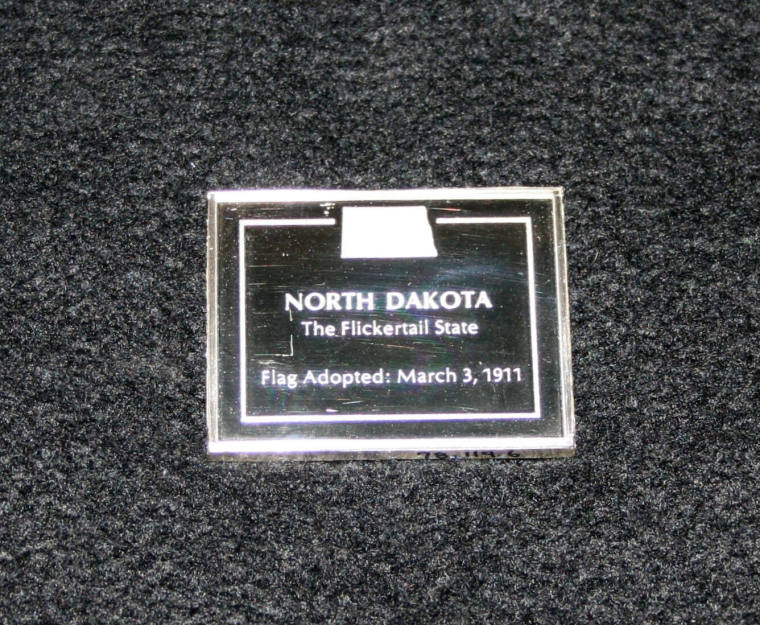 NORTH DAKOTA
The Flickertail State
Flag Adopted: March 3, 1911